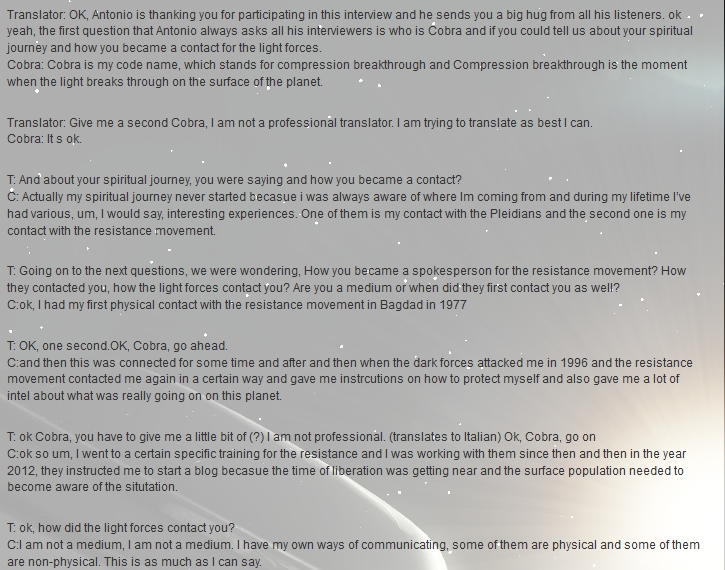 Translator: OK, Antonio is thanking you for participating in this interview and he sends you a big hug from all his listeners. ok
yeah, the first question that Antonio always asks all his interviewers is who is Cobra and if you could tell us about your spiritual
journey and how you became a contact for the light forces.
Cobra: Cobra is my code name, which stands for compression breakthrough and Compression breakthrough is the moment
when the light breaks through on the surface of the planet.
Translator: Give me a second Cobra, I am not a professional translator. I am trying to translate as best I can.
Cobra: It s ok.
T: And about your spiritual journey, you were saying and how you became a contact?
C: Actually my spiritual journey never started becasue i was always aware of where Im coming from and during my lifetime I've
had various, um, I would say, interesting experiences. One of them is my contact with the Pleidians and the second one is my
contact with the resistance movement.
T: Going on to the next questions, we were wondering, How you became a spokesperson for the resistance movement? How
they contacted you, how the light forces contact you? Are you a medium or when did they first contact you as well!?
C:ok, I had my first physical contact with the resistance movement in Bagdad in 1977
T: OK, one second.OK, Cobra, go ahead.
C:and then this was connected for some time and after and then when the dark forces attacked me in 1996 and the resistance
movement contacted me again in a certain way and gave me instrcutions on how to protect myself and also gave me a lot of
intel about what was really going on on this planet.
T: ok Cobra, you have to give me a little bit of (?) I am not professional. (translates to Italian) Ok, Cobra, go on
C:ok so um, I went to a certain specific training for the resistance and I was working with them since then and then in the year
2012, they instructed me to start a blog becasue the time of liberation was getting near and the surface population needed to
become aware of the situtation.
T: ok, how did the light forces contact you?
C:I am not a medium, I am not a medium. I have my own ways of communicating, some of them are physical and some of them
are non-physical. This is as much as I can say.